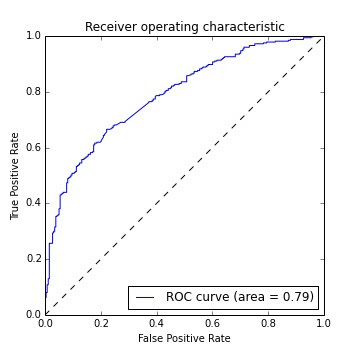 Receiver operating characteristic
1.0
0.8
0.6
0.4
0.2
0.0
True Positive Rate
ROC curve (area = 0.79)
0.0 0.2 0.4 0.6 0.8 1.0
False Positive Rate